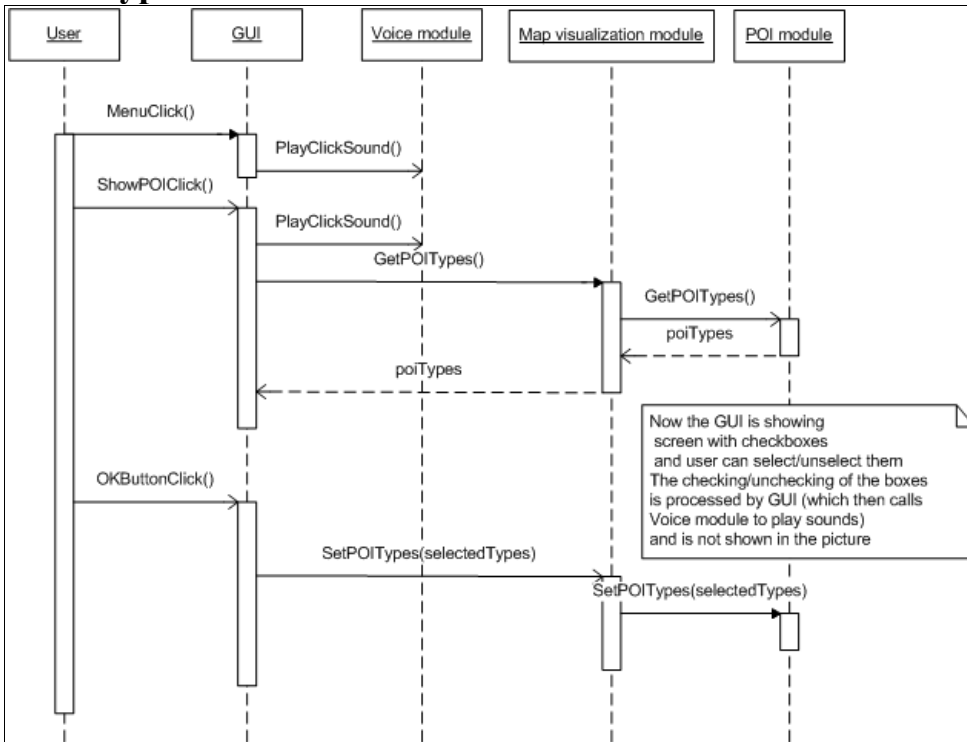 User GUI Voice module Map visualization module POI module
MenuClick()
PlayClickSound()
ShowPOIClick()
PlayClickSound()
GetPOITypes()
GetPOITypes()
poiTypes
poiTypes
Now the GUI is showing
screen with checkboxes
and user can select/unselect them
The checking/unchecking of the boxes
is processed by GUI (which then calls
Voice module to play sounds)
and is not shown in the picture
OKButtonClick()
SetPOITypes(selectedTypes)
SetPOITypes(selectedTypes)